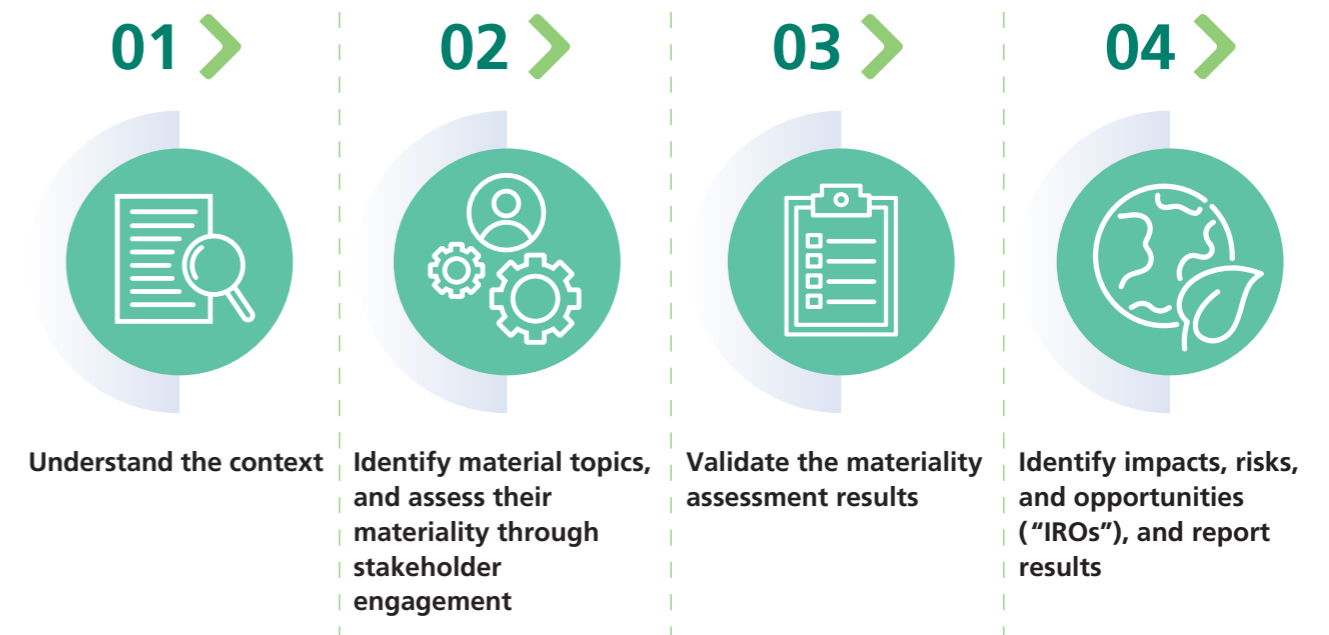 01
02
03
04
Understand the context
Identify material topics,
and assess their
materiality through
stakeholder
engagement
Validate the materiality
assessment results
Identify impacts, risks,
and opportunities
(“IROs”), and report
results